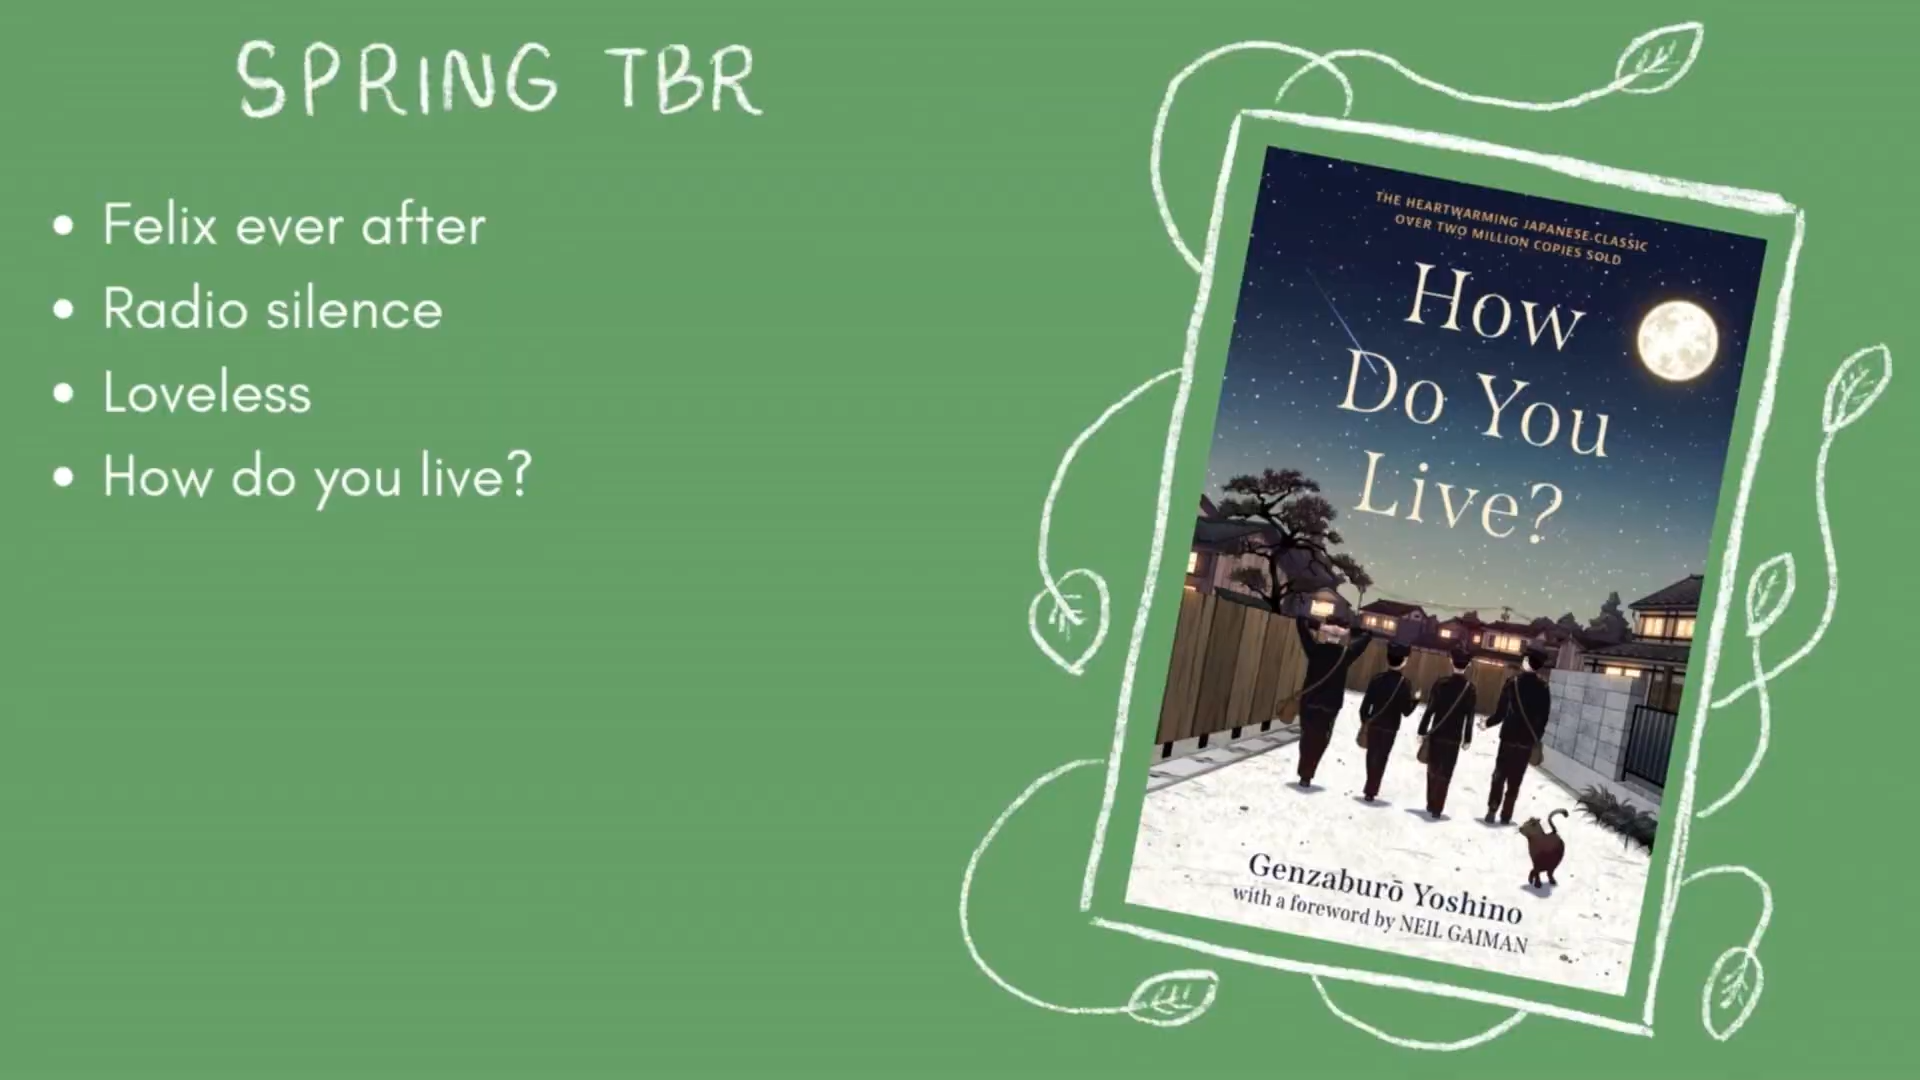 SPRING TBR
Felix ever after
Radio silence
Loveless
How do you live?
THE HEARTWARMING JAPANESE CLASSIC
OVER TWO MILLION COPIES SOLD
How
Do You
Live?
Genzaburō Yoshino
with a foreword by NEIL GAIMAN